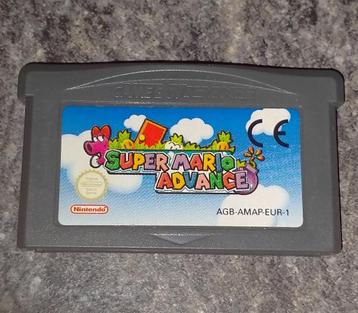 SUPER MARIO
ADVANCE
CE
Nintendo
AGB-AMAP-EUR-1